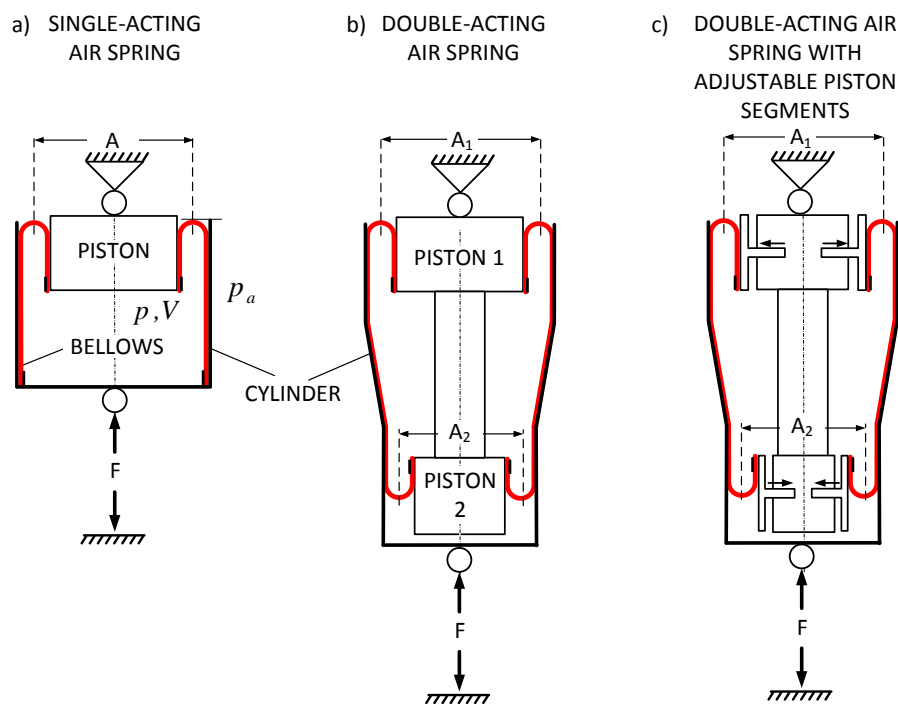 a) SINGLE-ACTING
AIR SPRING
A
PISTON
p ,V
p a
BELLOWS
F
b) DOUBLE-ACTING
AIR SPRING
A1
PISTON 1
CYLINDER
A2
PISTON
2
F
c) DOUBLE-ACTING AIR
SPRING WITH
ADJUSTABLE PISTON
SEGMENTS
A1
A2
F